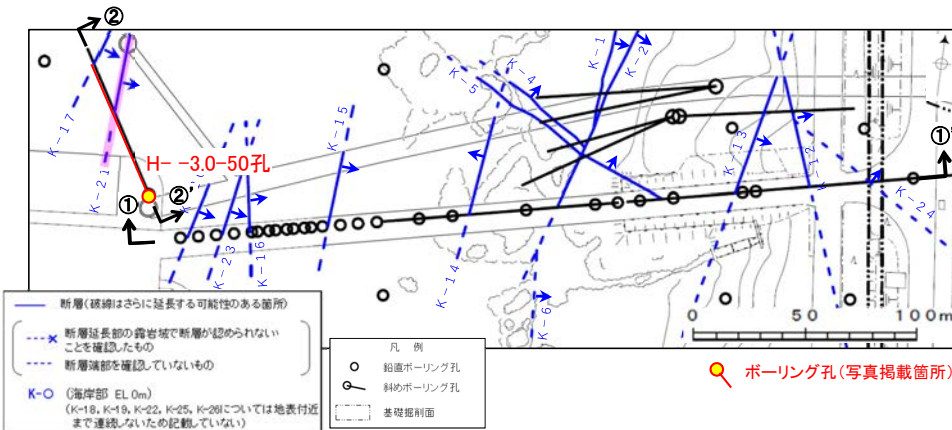 ②
K-17
K-21
H- -3.0-50孔
②'
①
K-23
K-16
K-15
K-14
K-5
K-4
K-1
K-2
K-6
K-13
K-12
K-24
①'
0 50 100m
ボーリング孔(写真掲載箇所)
断層(破線はさらに延長する可能性のある箇所)
断層延長部の露岩域で断層が認められない
ことを確認したもの
断層端部を確認していないもの
K-○ (海岸部 EL 0m)
(K-18, K-19, K-22, K-25, K-26については地表付近
まで連続しないため記載していない)
凡 例
鉛直ボーリング孔
斜めボーリング孔
基礎掘削面